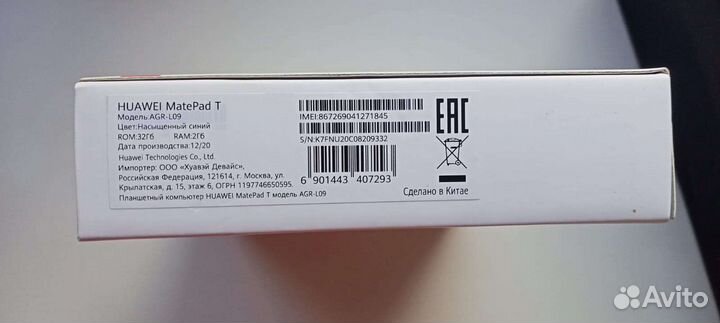 HUAWEI MatePad T
Модель:AGR-L09
Цвет:Насыщенный синий
ROM:32Гб RAM:2Гб
Дата производства:12/20
Huawei Technologies Co., Ltd
Импортер: ООО «Хуавэй Девайс»,
Российская Федерация, 121614, г. Москва, ул.
Крылатская, д. 15, этаж 6, ОГРН 1197746650595.
Планшетный компьютер HUAWEI MatePad T модель AGR-L09
IMEI:867269041271845
S/N:K7FNU20C08209332
6 901443 407293
EAC
Сделано в Китае
Avito